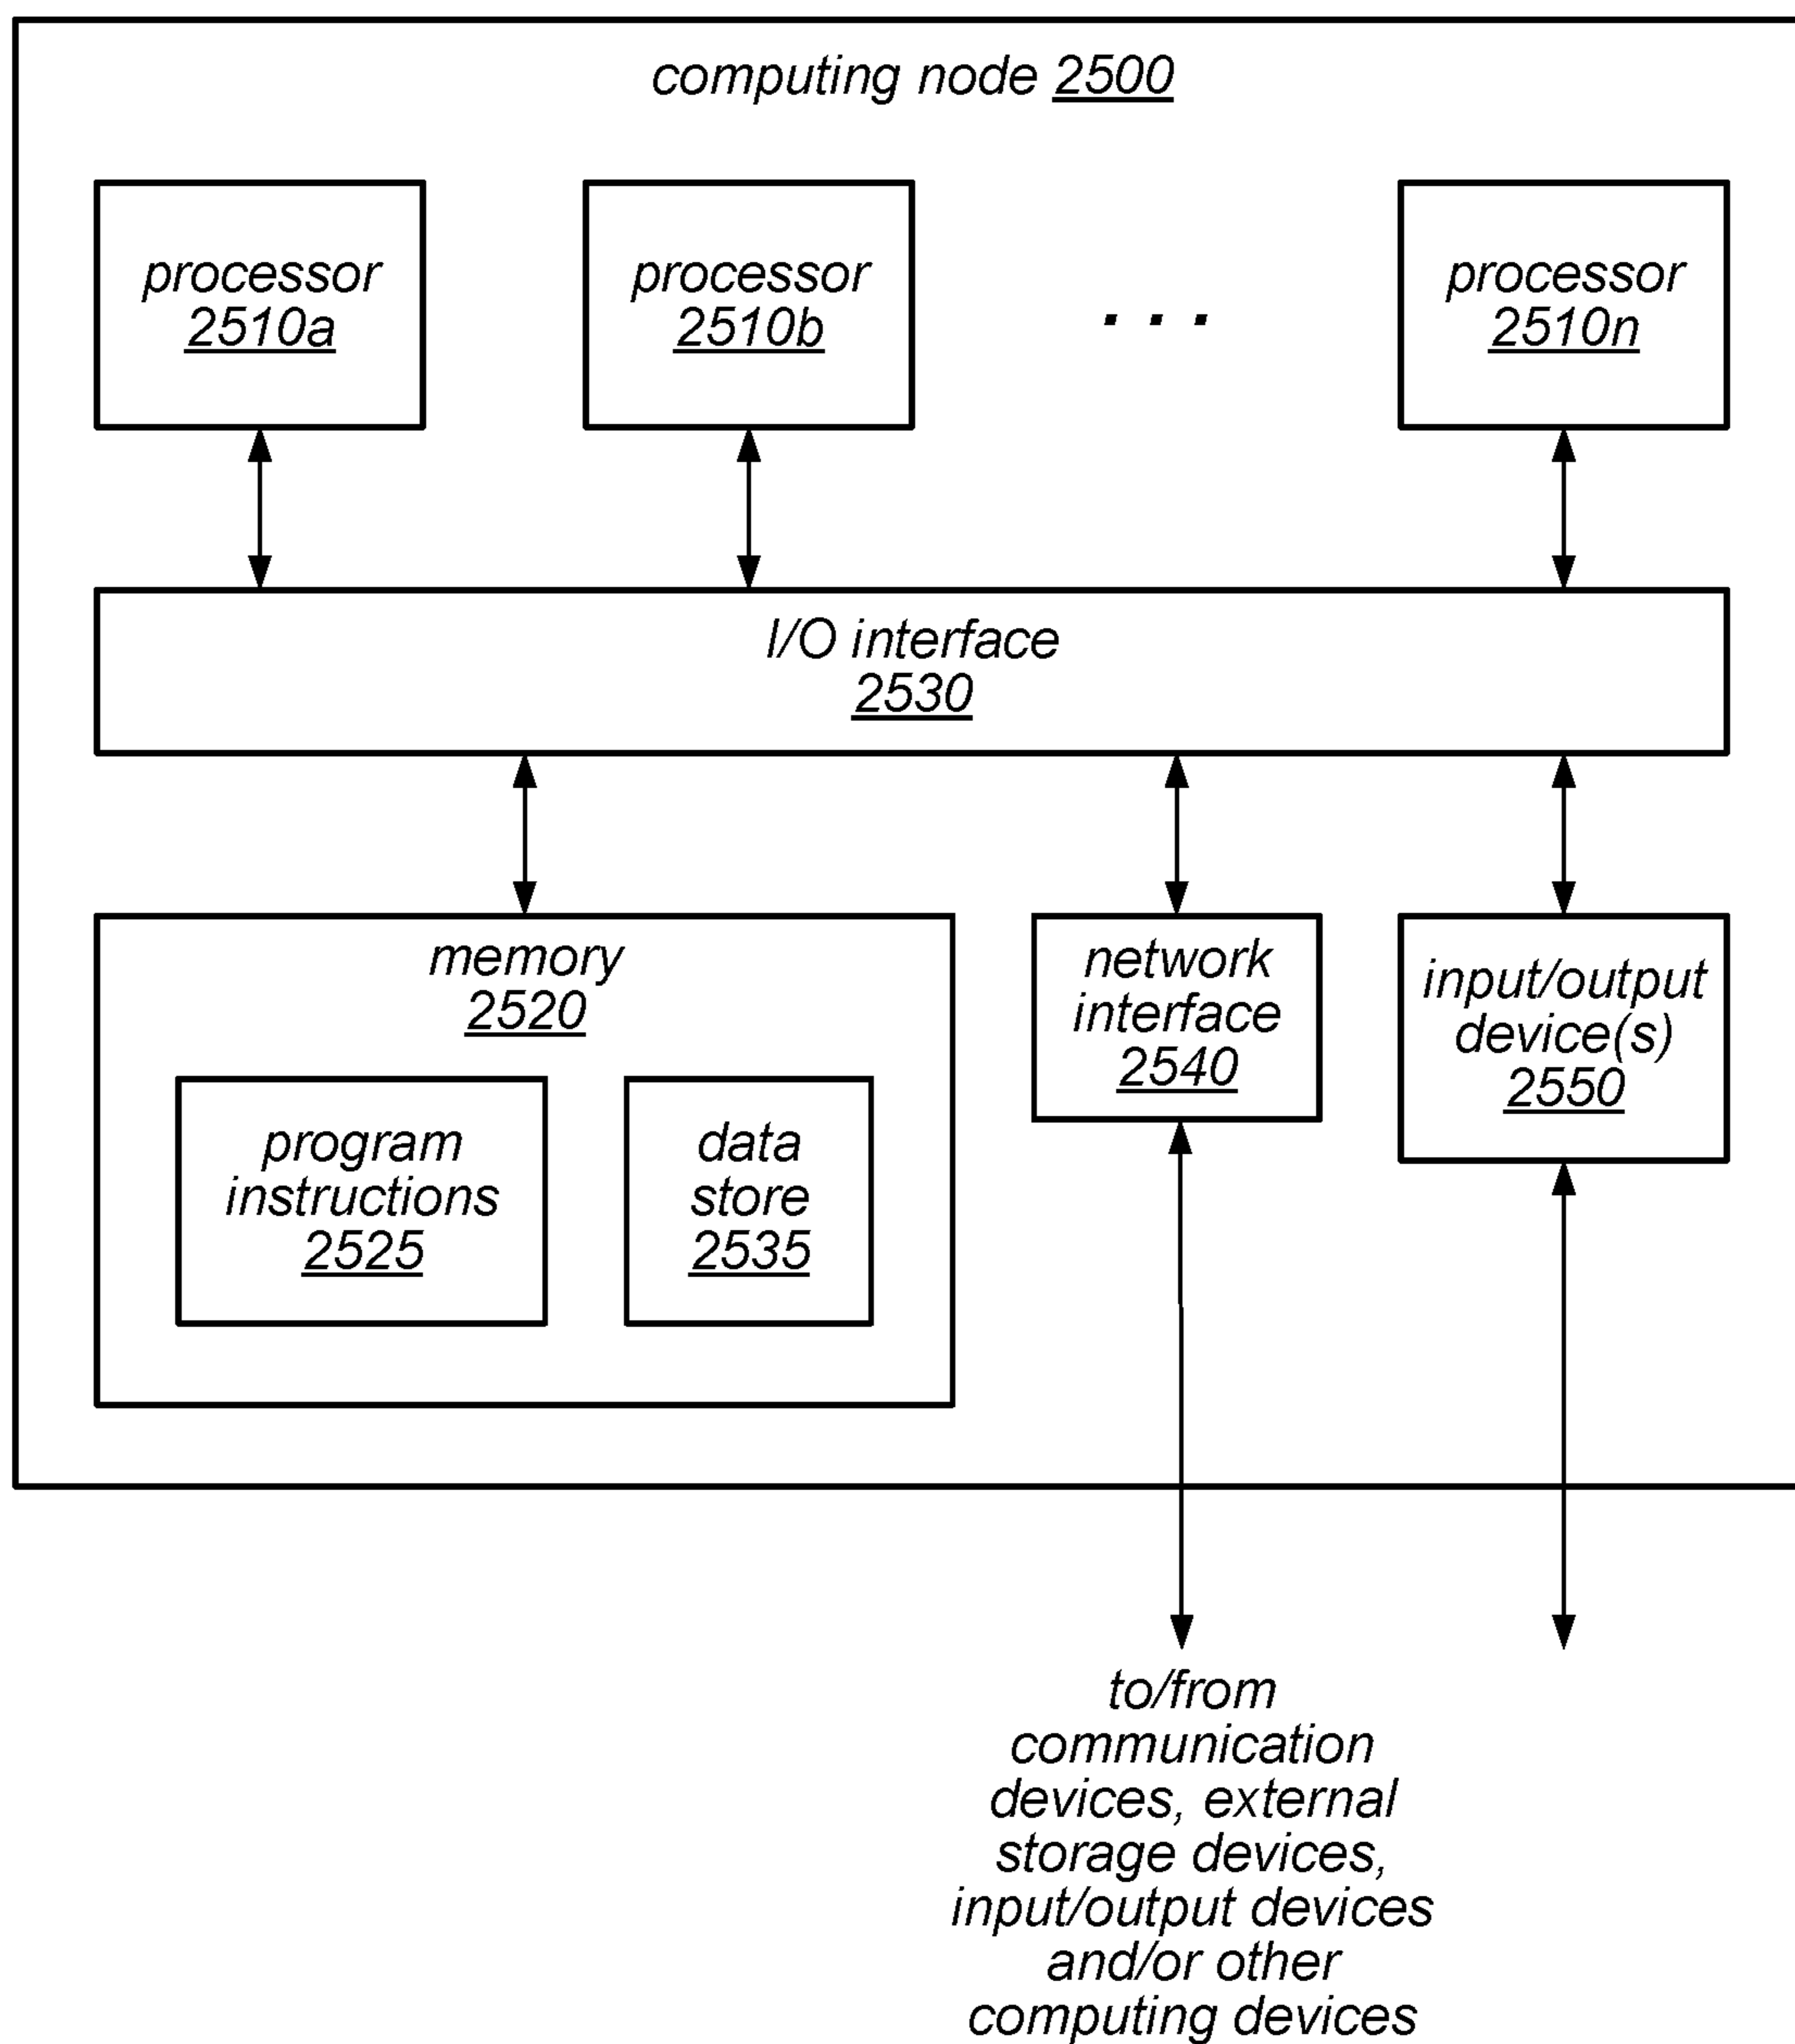 computing node 2500
processor
2510a
processor
2510b
. . .
processor
2510n
I/O interface
2530
memory
2520
program
instructions
2525
data
store
2535
network
interface
2540
input/output
device(s)
2550
to/from
communication
devices, external
storage devices,
input/output devices
and/or other
computing devices